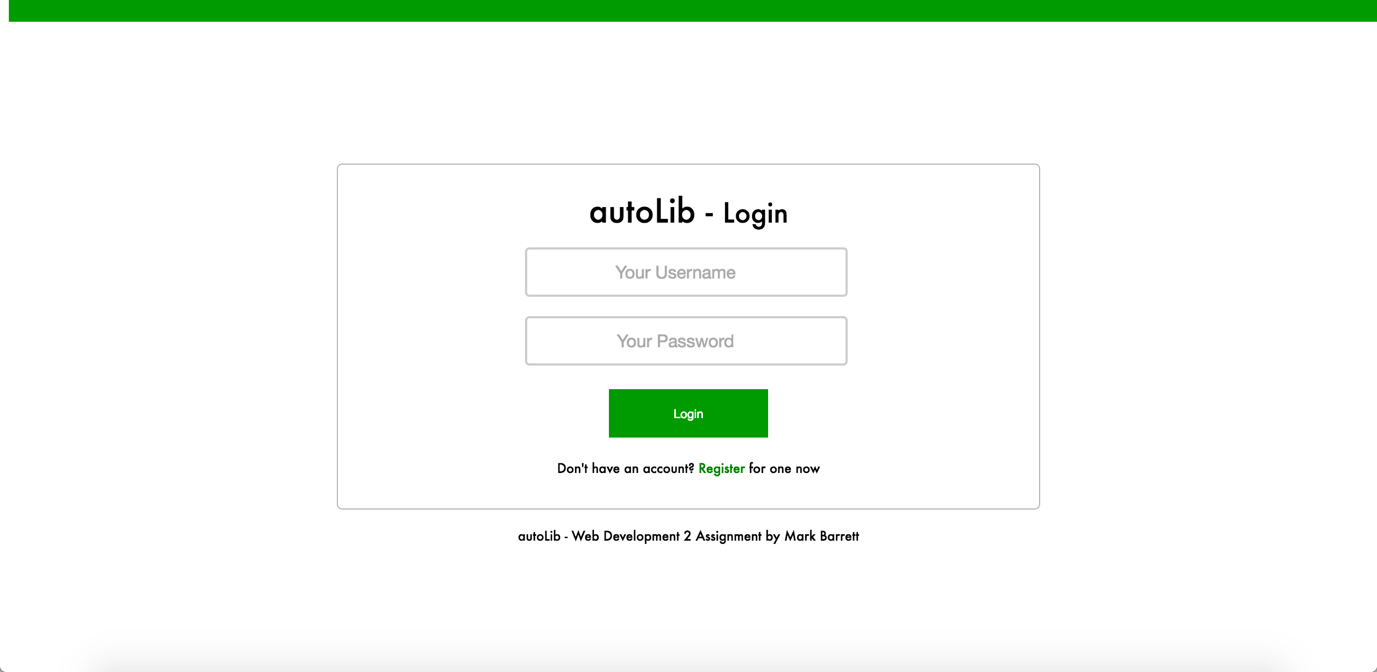 autoLib - Login
Your Username
Your Password
Login
Don't have an account? Register for one now
autoLib - Web Development 2 Assignment by Mark Barrett